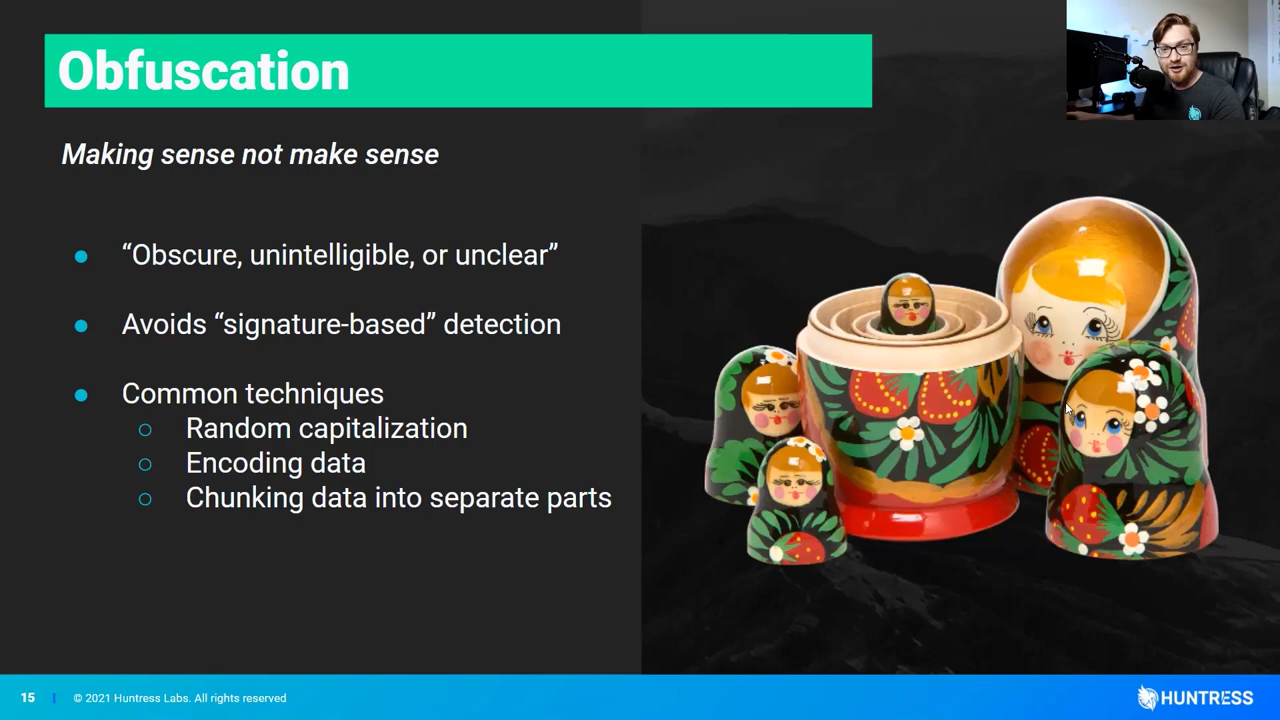 Obfuscation
Making sense not make sense
“Obscure, unintelligible, or unclear”
Avoids “signature-based” detection
Common techniques
Random capitalization
Encoding data
Chunking data into separate parts
15 © 2021 Huntress Labs. All rights reserved
HUNTRESS